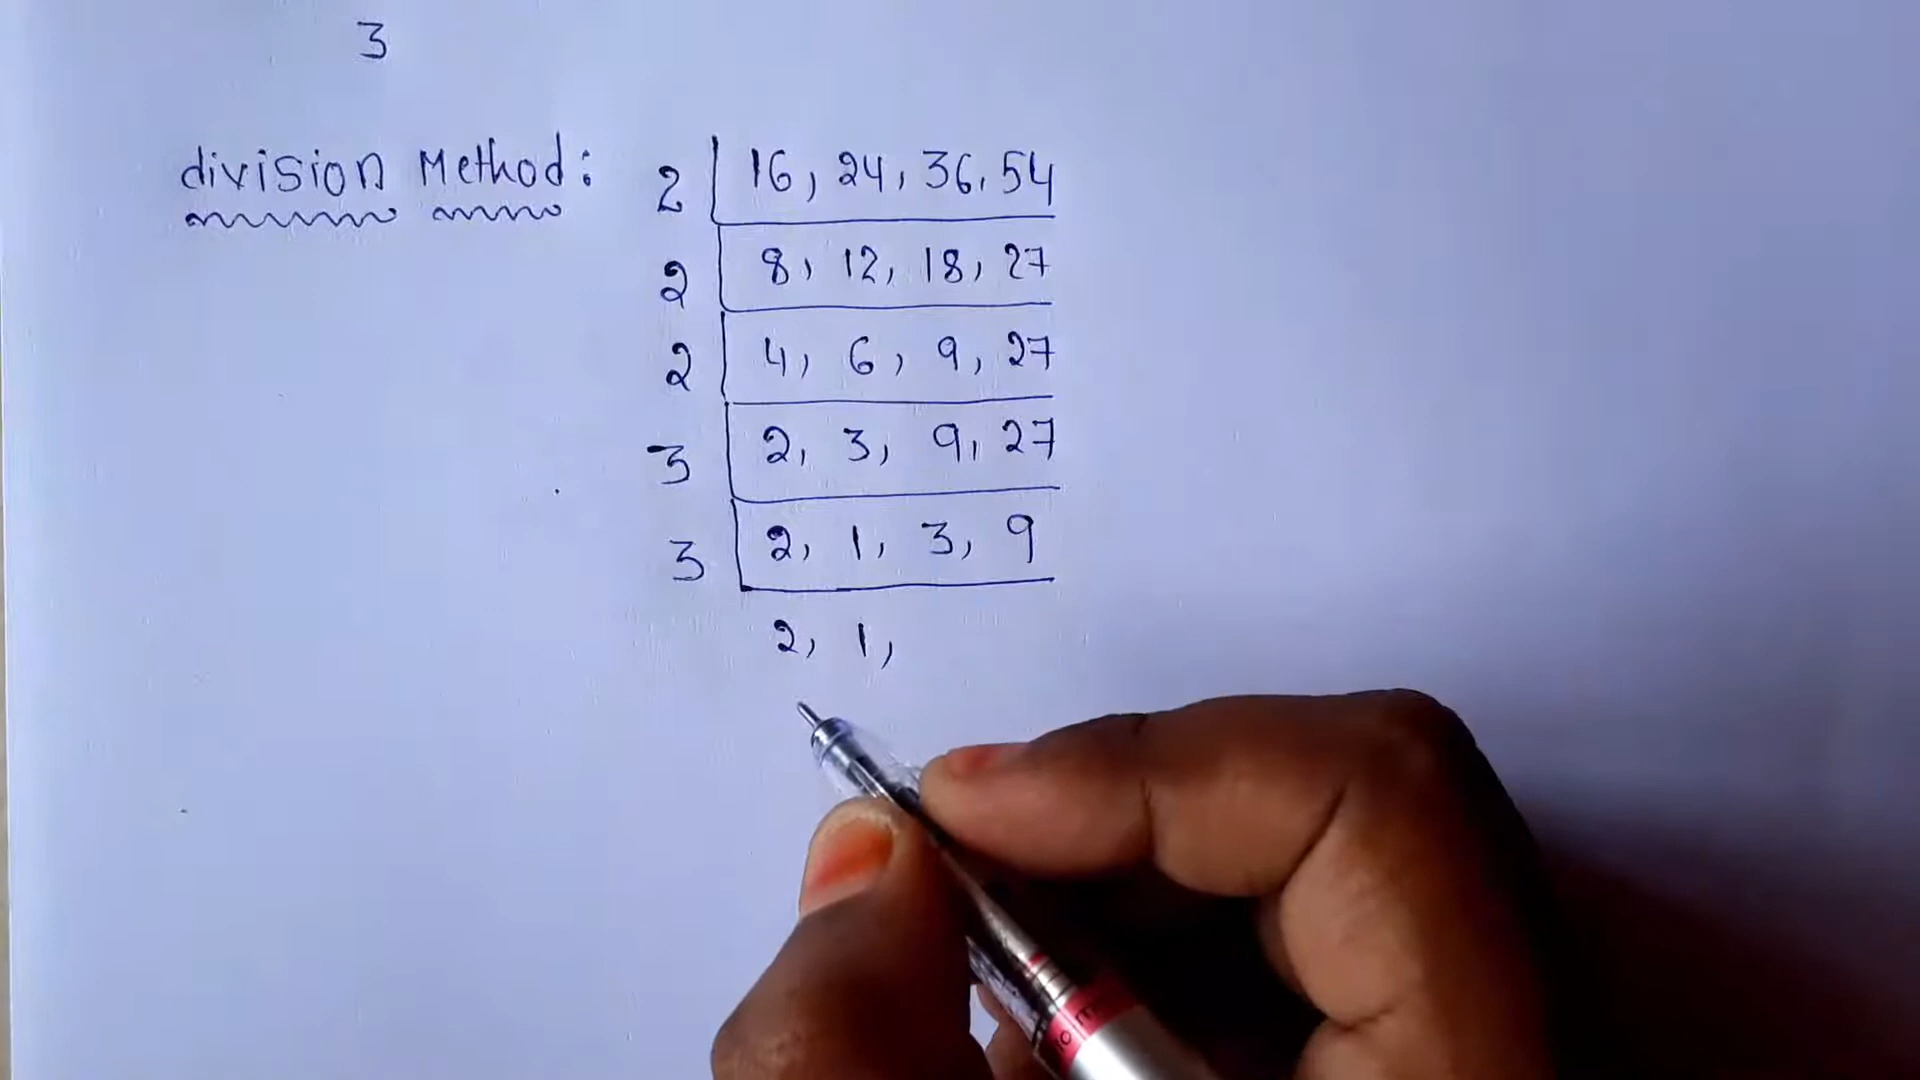 3
division Method: 2 | 16, 24, 36, 54
2 | 8, 12, 18, 27
2 | 4, 6, 9, 27
3 | 2, 3, 9, 27
3 | 2, 1, 3, 9
2, 1,